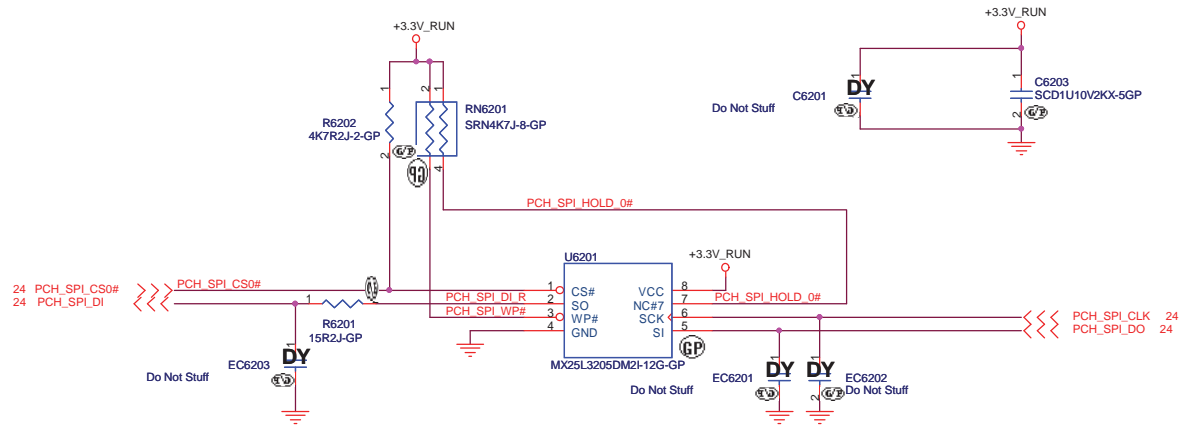 +3.3V_RUN
+3.3V_RUN
1
2
1
RN6201
SRN4K7J-8-GP
R6202
4K7R2J-2-GP
2
G/P
3
4
GP
C6201
1
DY
G/P
2
Do Not Stuff
1
C6203
SCD1U10V2KX-5GP
2
G/P
PCH_SPI_HOLD_0#
U6201
+3.3V_RUN
24 PCH_SPI_CS0#
PCH_SPI_CS0#
1
CS#
VCC
8
24 PCH_SPI_DI
1
PCH_SPI_DI_R
2
SO
NC#7
7
PCH_SPI_HOLD_0#
PCH_SPI_WP#
3
WP#
SCK
6
PCH_SPI_CLK 24
4
GND
SI
5
PCH_SPI_DO 24
R6201
15R2J-GP
GP
MX25L3205DM2I-12G-GP
EC6203
1
DY
G/P
Do Not Stuff
EC6201
1
DY
G/P
Do Not Stuff
1
DY
2
G/P
EC6202
Do Not Stuff